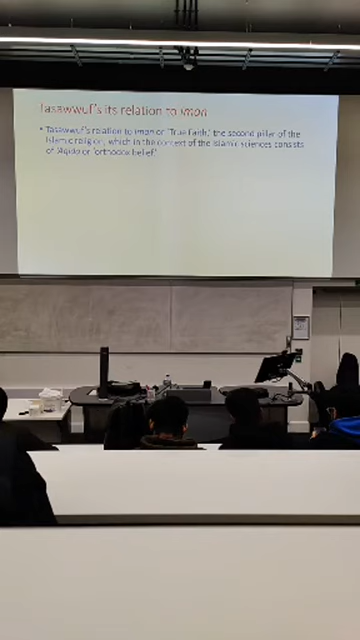 Tasawwuf's its relation to iman
• Tasawwuf's relation to iman or 'True Faith,' the second pillar of the
Islamic religion, which in the context of the Islamic sciences consists
of 'Aqida or 'orthodox belief'